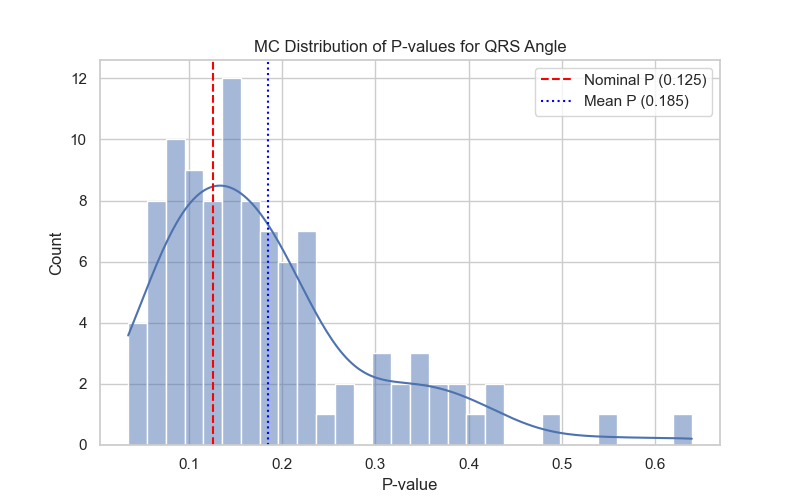 MC Distribution of P-values for QRS Angle
Nominal P (0.125)
Mean P (0.185)
Count
12
10
8
6
4
2
0
0.1 0.2 0.3 0.4 0.5 0.6
P-value